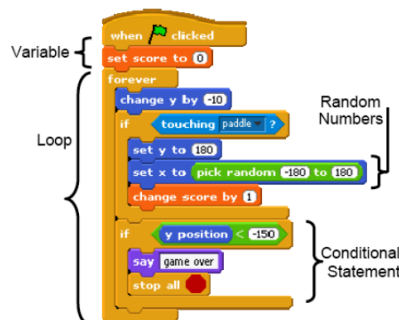 when clicked
Variable
set score to 0
forever
change y by -10
Random
Numbers
if touching paddle ?
Loop
set y to 180
set x to pick random -180 to 180
change score by 1
if y position < -150
say game over
Conditional
Statement
stop all